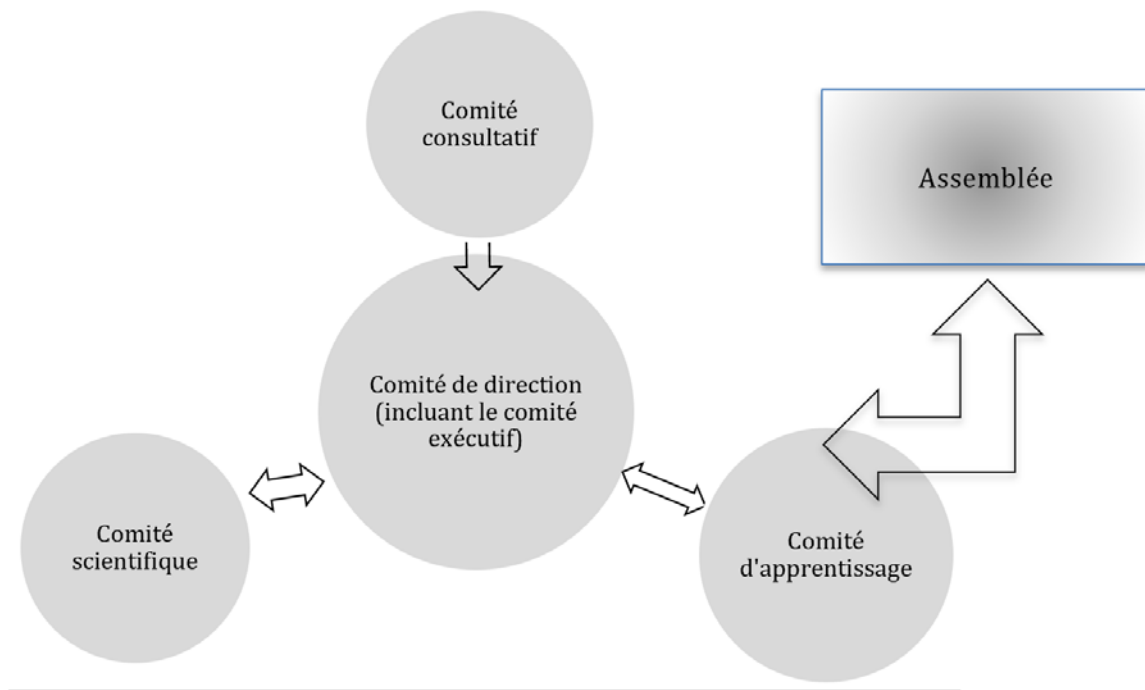 Comité
consultatif
Assemblée
Comité de direction
(incluant le comité
exécutif)
Comité
scientifique
Comité
d'apprentissage